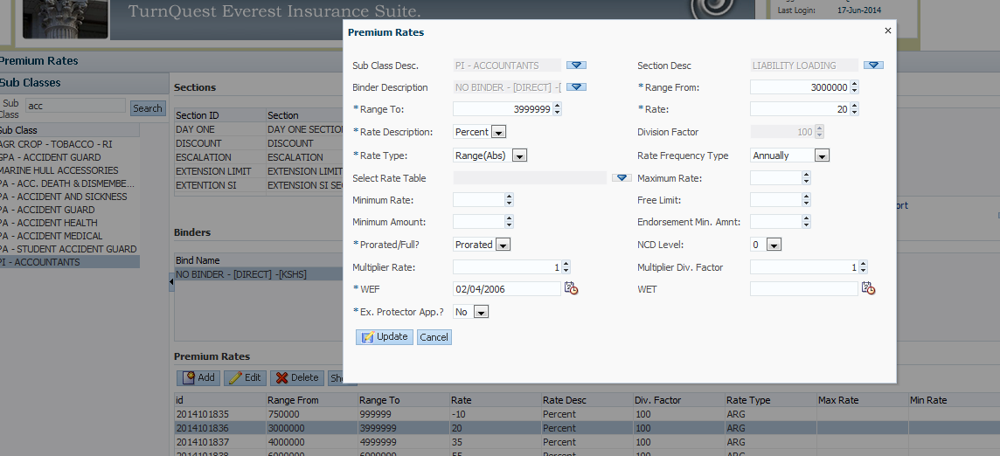 TurnQuest Everest Insurance Suite.
Last Login: 17-Jun-2014
Premium Rates
Sub Classes
Sub Class acc Search
Sub Class
AGR CROP - TOBACCO - RI
GPA - ACCIDENT GUARD
MARINE HULL ACCESSORIES
PA - ACC. DEATH & DISMEMBE...
PA - ACCIDENT AND SICKNESS
PA - ACCIDENT GUARD
PA - ACCIDENT HEALTH
PA - ACCIDENT MEDICAL
PA - STUDENT ACCIDENT GUARD
PI - ACCOUNTANTS
Sections
Section ID Section
DAY ONE DAY ONE SECTION
DISCOUNT DISCOUNT
ESCALATION ESCALATION
EXTENSION LIMIT EXTENSION LIMIT
EXTENTION SI EXTENSION SI SEC
Binders
Bind Name
NO BINDER - [DIRECT] -[KSHS]
Premium Rates
Sub Class Desc. PI - ACCOUNTANTS Section Desc LIABILITY LOADING
Binder Description NO BINDER - [DIRECT] -[ * Range From: 3000000
* Range To: 3999999 * Rate: 20
* Rate Description: Percent Division Factor 100
* Rate Type: Range(Abs) Rate Frequency Type Annually
Select Rate Table Maximum Rate:
Minimum Rate: Free Limit:
Minimum Amount: Endorsement Min. Amnt:
* Prorated/Full? Prorated NCD Level: 0
Multiplier Rate: 1 Multiplier Div. Factor 1
* WEF 02/04/2006 WET
* Ex. Protector App.? No
Update Cancel
Premium Rates
Add Edit Delete
id Range From Range To Rate Rate Desc Div. Factor Rate Type Max Rate Min Rate
2014101835 750000 999999 -10 Percent 100 ARG
2014101836 3000000 3999999 20 Percent 100 ARG
2014101837 4000000 4999999 35 Percent 100 ARG